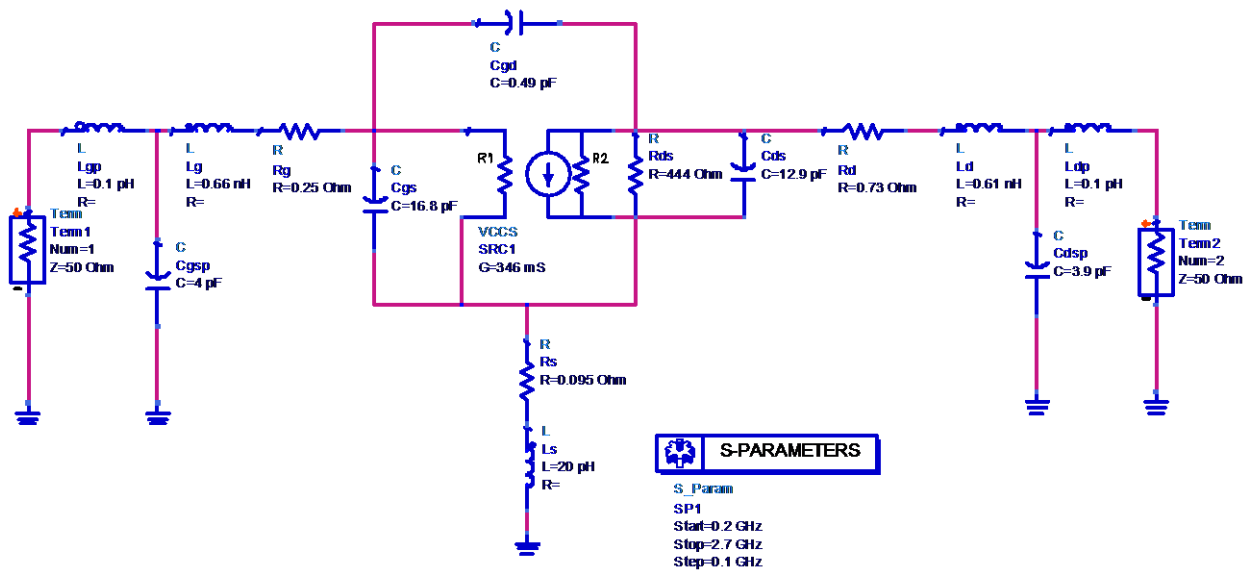 C
Cgd
C=0.49 pF
L
Lgp
L=0.1 pH
R=
L
Lg
L=0.66 nH
R=
R
Rg
R=0.25 Ohm
C
Cgs
C=16.8 pF
R1
VCCS
SRC1
G=346 mS
R2
R
Rds
R=444 Ohm
C
Cds
C=12.9 pF
R
Rd
R=0.73 Ohm
L
Ld
L=0.61 nH
R=
L
Ldp
L=0.1 pH
R=
Term
Term1
Num=1
Z=50 Ohm
C
Cgsp
C=4 pF
C
Cdsp
C=3.9 pF
Term
Term2
Num=2
Z=50 Ohm
R
Rs
R=0.095 Ohm
L
Ls
L=20 pH
R=
S-PARAMETERS
S_Param
SP1
Start=0.2 GHz
Stop=2.7 GHz
Step=0.1 GHz